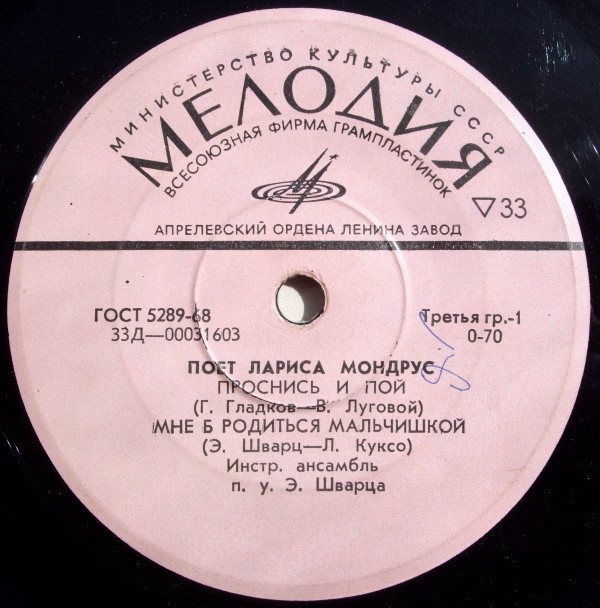 МИНИСТЕРСТВО КУЛЬТУРЫ СССР
МЕЛОДИЯ
ВСЕСОЮЗНАЯ ФИРМА ГРАМПЛАСТИНОК
▽33
АПРЕЛЕВСКИЙ ОРДЕНА ЛЕНИНА ЗАВОД
ГОСТ 5289-68
Третья гр.-1
33Д—00031603
0-70
ПОЕТ ЛАРИСА МОНДРУС
ПРОСНИСЬ И ПОЙ
(Г. Гладков—В. Луговой)
МНЕ Б РОДИТЬСЯ МАЛЬЧИШКОЙ
(Э. Шварц—Л. Куксо)
Инстр. ансамбль
п. у. Э. Шварца